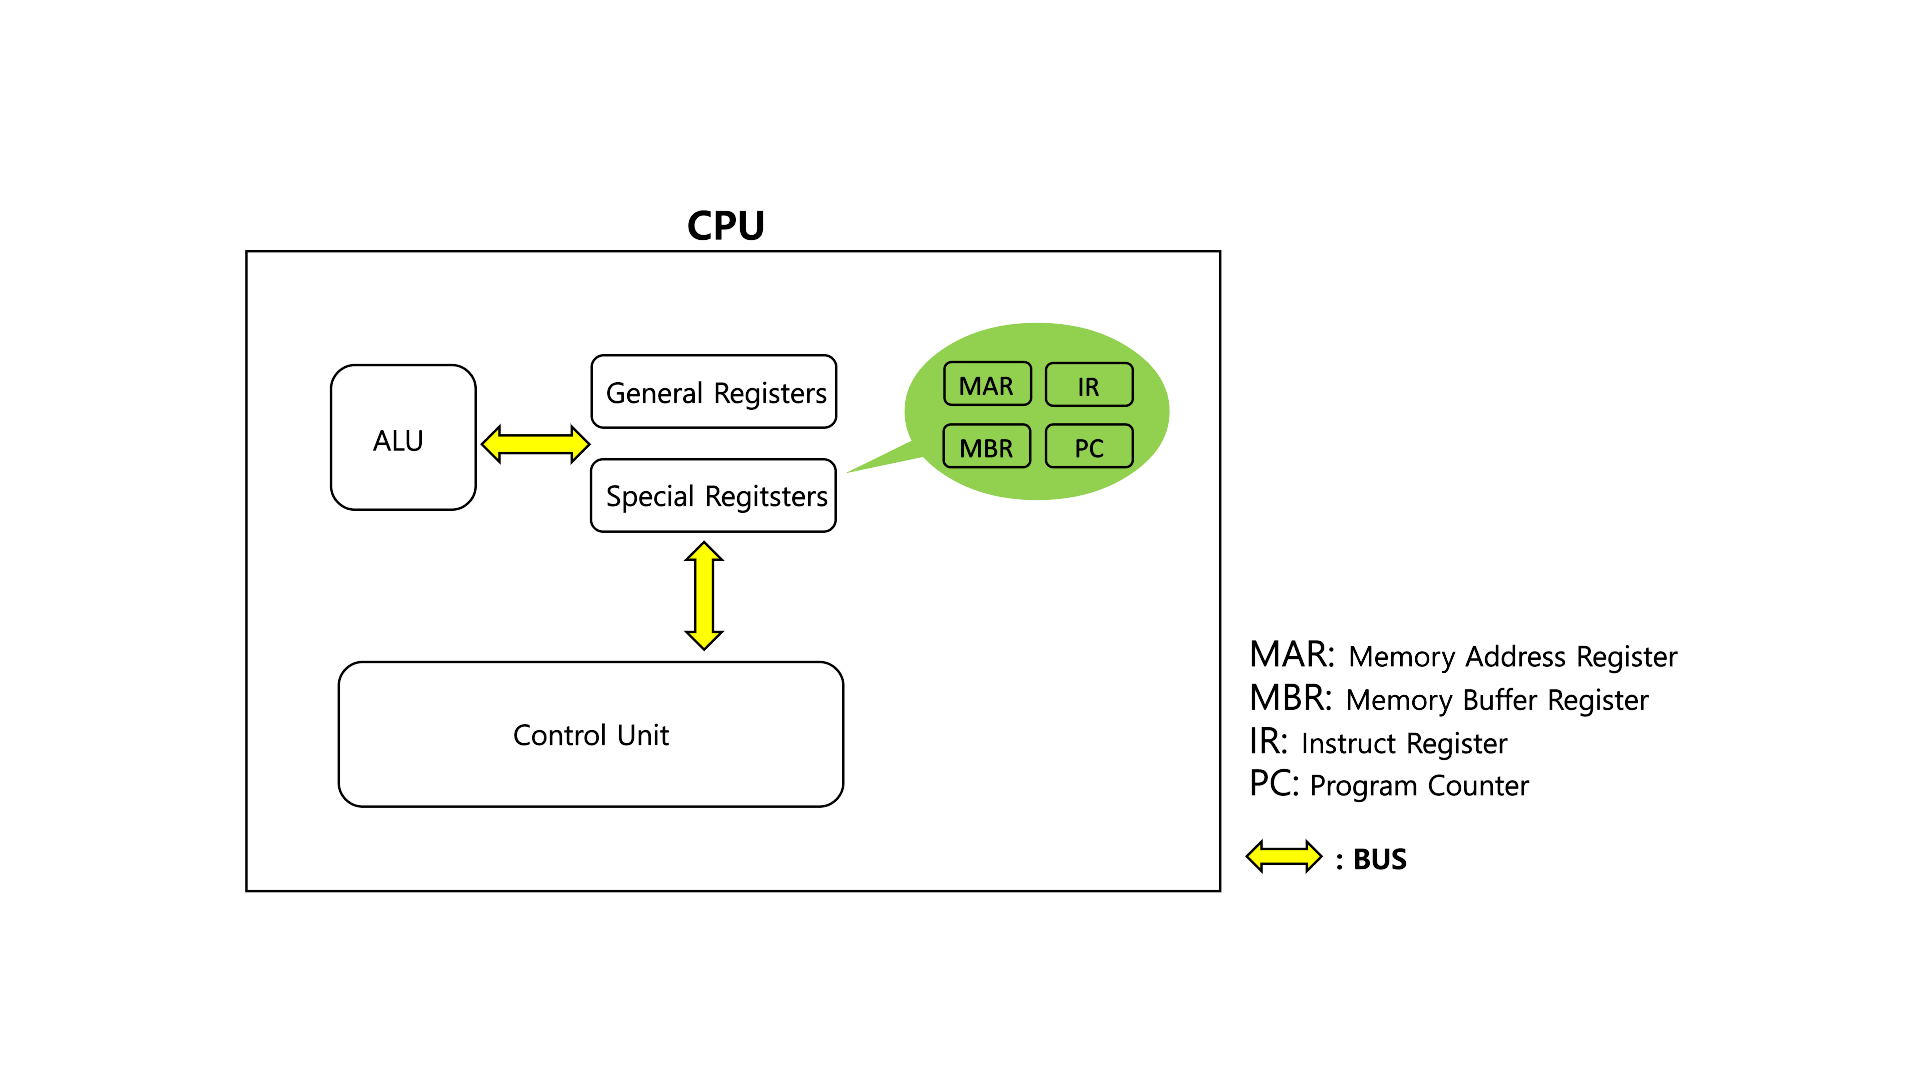 CPU
ALU
General Registers
Special Regitsters
MAR
IR
MBR
PC
Control Unit
MAR: Memory Address Register
MBR: Memory Buffer Register
IR: Instruct Register
PC: Program Counter
: BUS